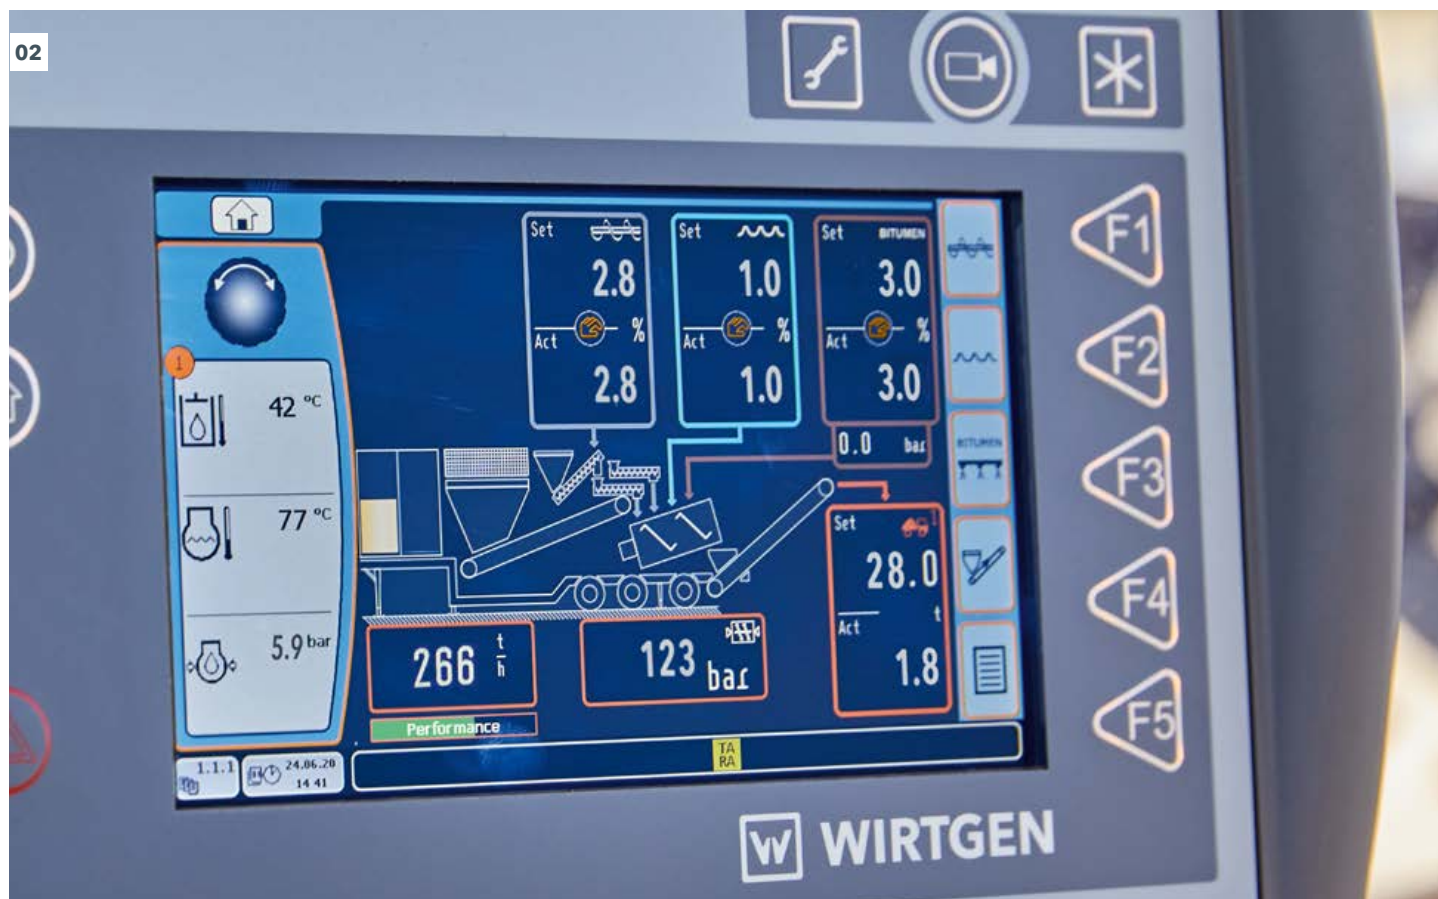 02
Set
2.8
%
Act
2.8
Set
1.0
%
Act
1.0
Set BITUMEN
3.0
%
Act
3.0
0.0 bar
1
42 °C
77 °C
5.9 bar
BITUMEN
Set
1
28.0
t
Act
1.8
266 t
h
123 bar
Performance
TA
RA
1.1.1
24.06.20
14 41
F1
F2
F3
F4
F5
W WIRTGEN